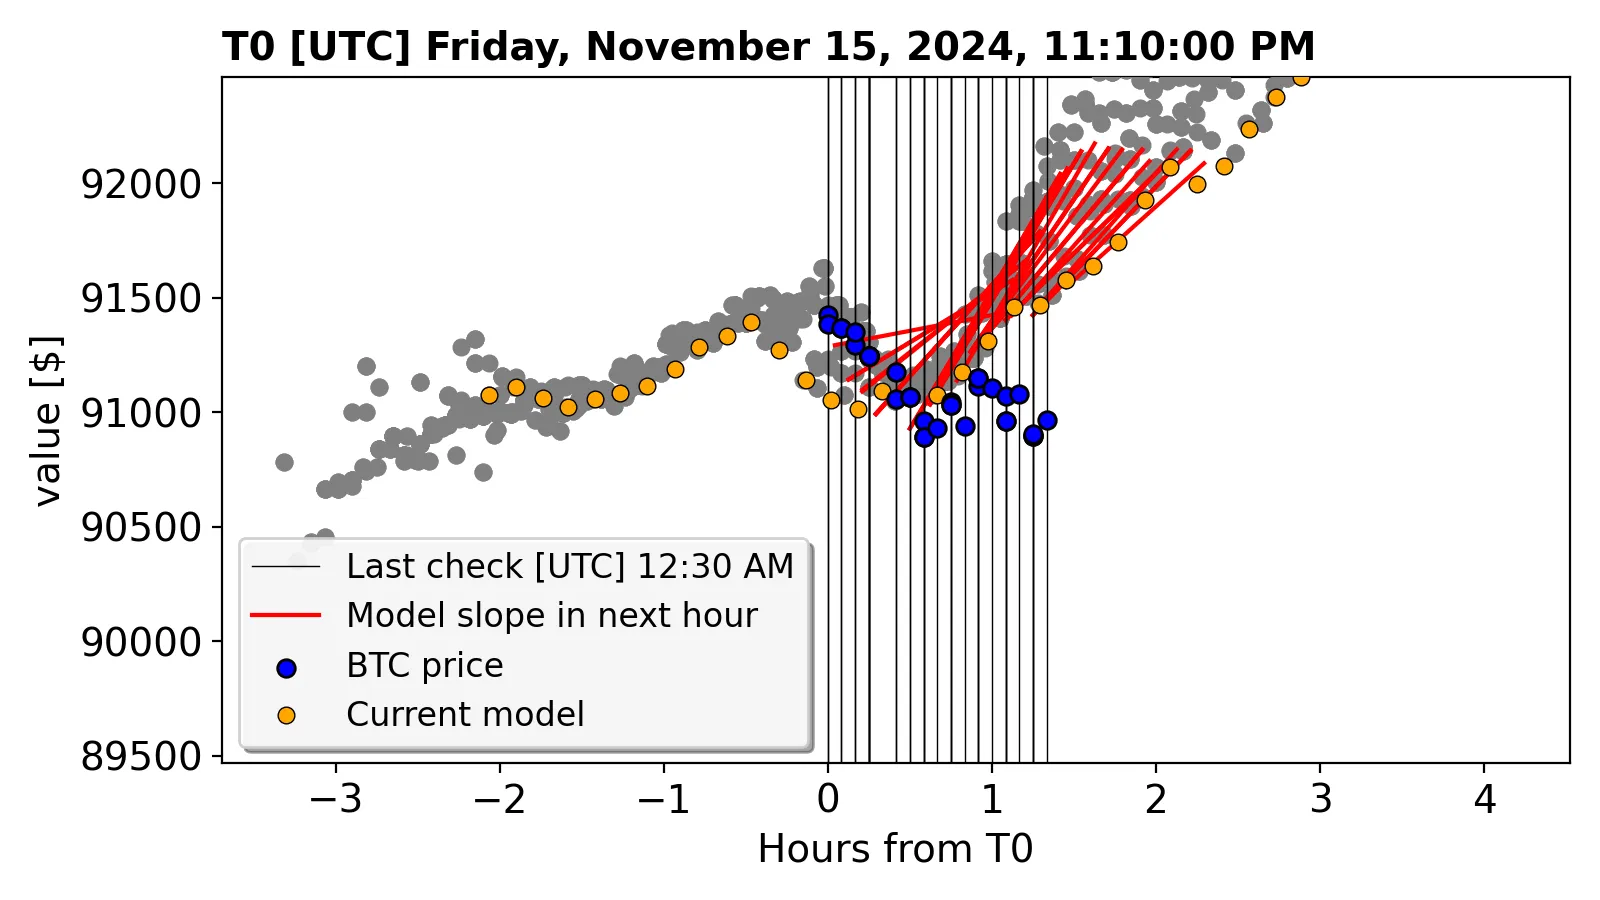 T0 [UTC] Friday, November 15, 2024, 11:10:00 PM
value [$]
92000
91500
91000
90500
90000
89500
Last check [UTC] 12:30 AM
Model slope in next hour
BTC price
Current model
−3 −2 −1 0 1 2 3 4
Hours from T0